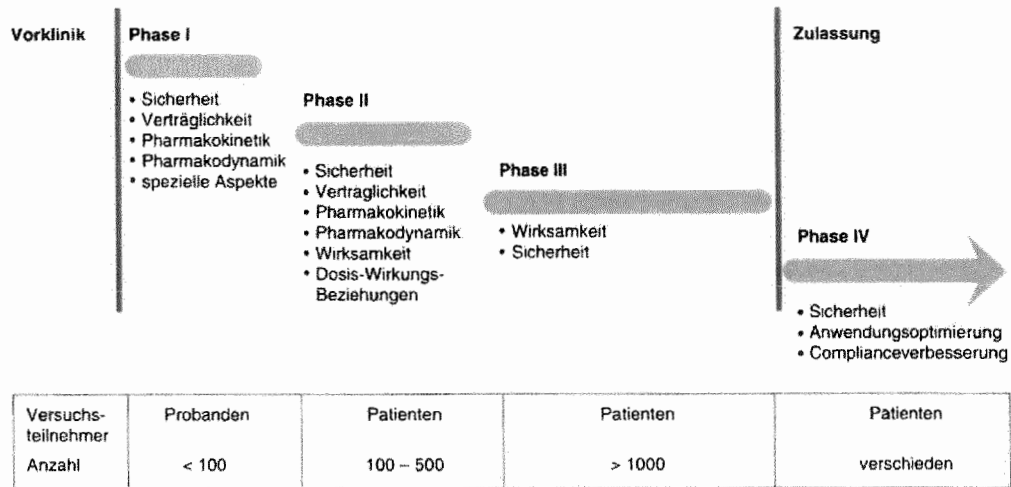 Vorklinik
Phase I
• Sicherheit
• Verträglichkeit
• Pharmakokinetik
• Pharmakodynamik
• spezielle Aspekte
Phase II
• Sicherheit
• Verträglichkeit
• Pharmakokinetik
• Pharmakodynamik
• Wirksamkeit
• Dosis-Wirkungs-
Beziehungen
Phase III
• Wirksamkeit
• Sicherheit
Zulassung
Phase IV
• Sicherheit
• Anwendungsoptimierung
• Complianceverbesserung
Versuchs-
teilnehmer
Probanden
Patienten
Patienten
Patienten
Anzahl
< 100
100 – 500
> 1000
verschieden